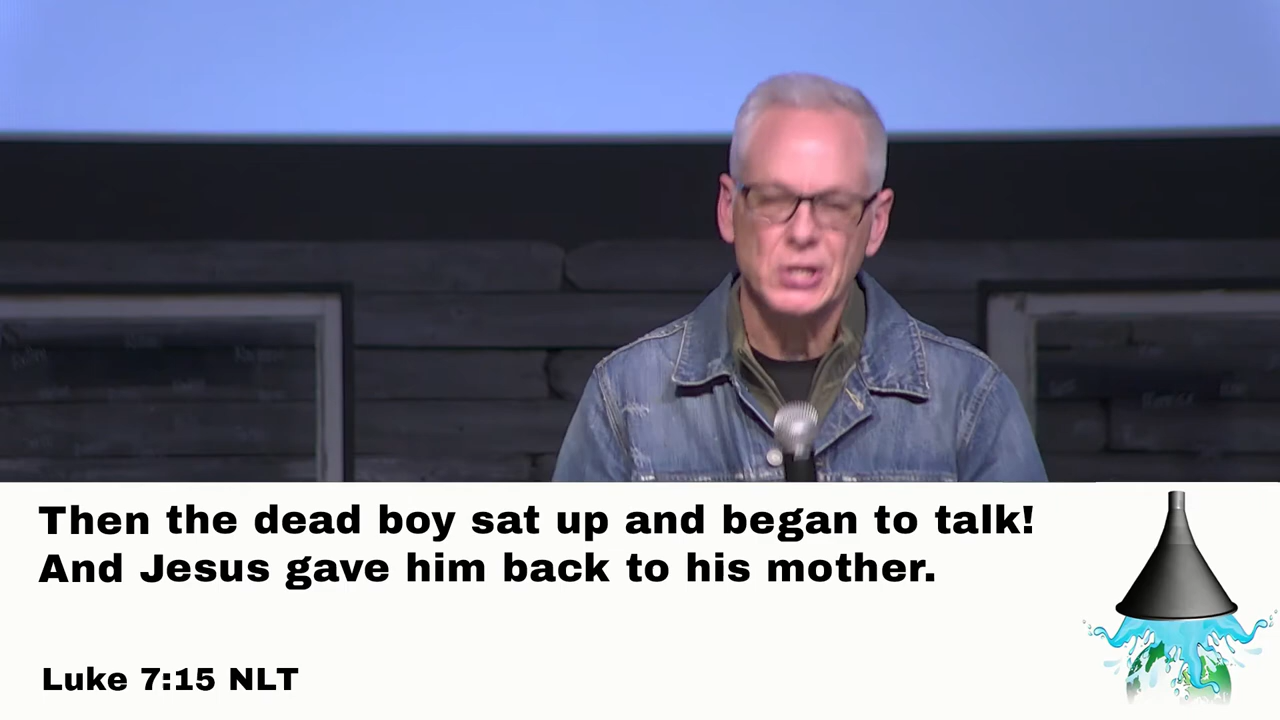 Then the dead boy sat up and began to talk!
And Jesus gave him back to his mother.
Luke 7:15 NLT